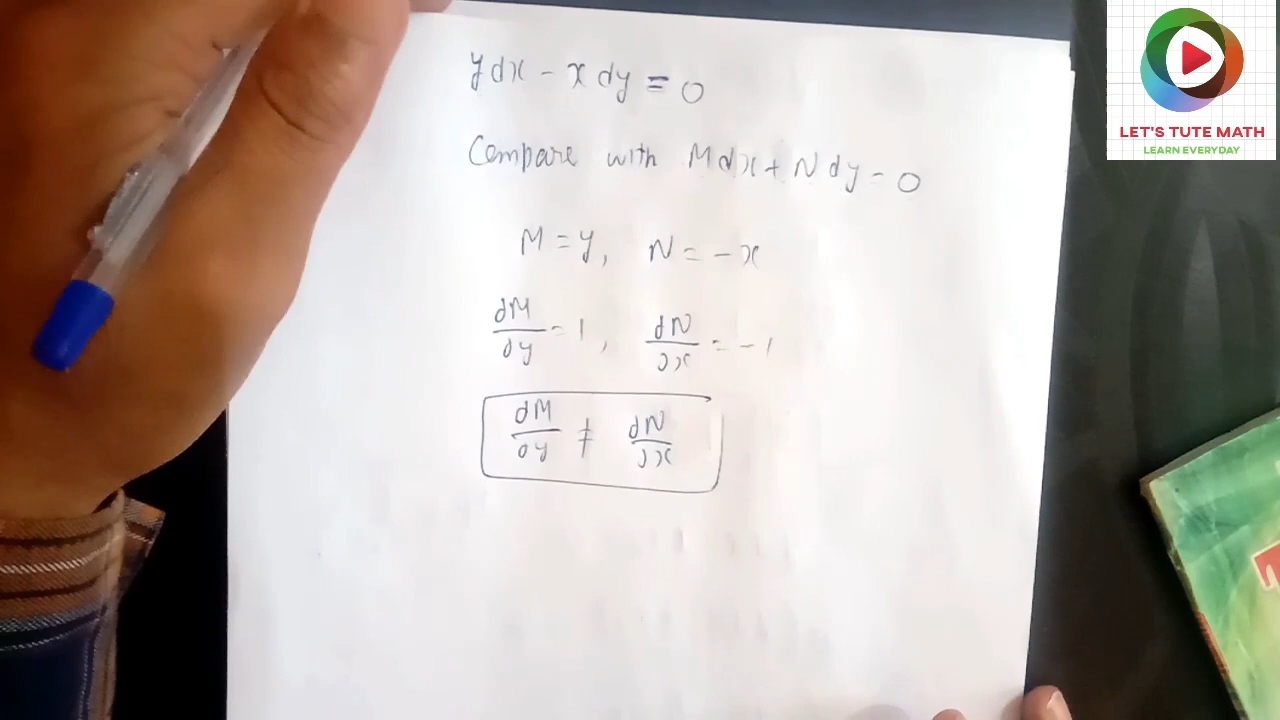 ydx - xdy = 0
Compare with Mdx + Ndy = 0
M = y, N = -x
∂M/∂y = 1, ∂N/∂x = -1
∂M/∂y ≠ ∂N/∂x
LET'S TUTE MATH
LEARN EVERYDAY